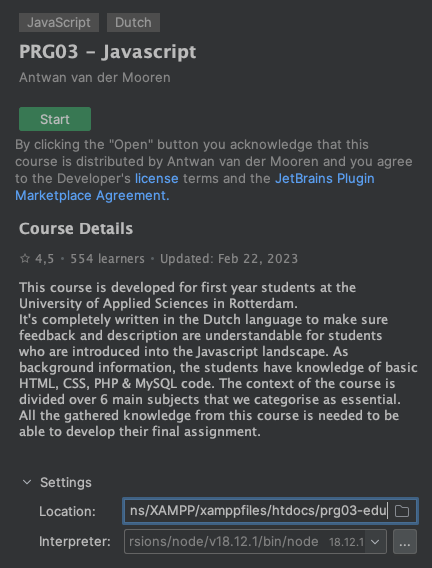 JavaScript Dutch
PRG03 - Javascript
Antwan van der Mooren
Start
By clicking the "Open" button you acknowledge that this
course is distributed by Antwan van der Mooren and you agree
to the Developer's license terms and the JetBrains Plugin
Marketplace Agreement.
Course Details
☆ 4,5 • 554 learners • Updated: Feb 22, 2023
This course is developed for first year students at the
University of Applied Sciences in Rotterdam.
It's completely written in the Dutch language to make sure
feedback and description are understandable for students
who are introduced into the Javascript landscape. As
background information, the students have knowledge of basic
HTML, CSS, PHP & MySQL code. The context of the course is
divided over 6 main subjects that we categorise as essential.
All the gathered knowledge from this course is needed to be
able to develop their final assignment.
Settings
Location: ns/XAMPP/xamppfiles/htdocs/prg03-edu
Interpreter: rsions/node/v18.12.1/bin/node 18.12.1 ...